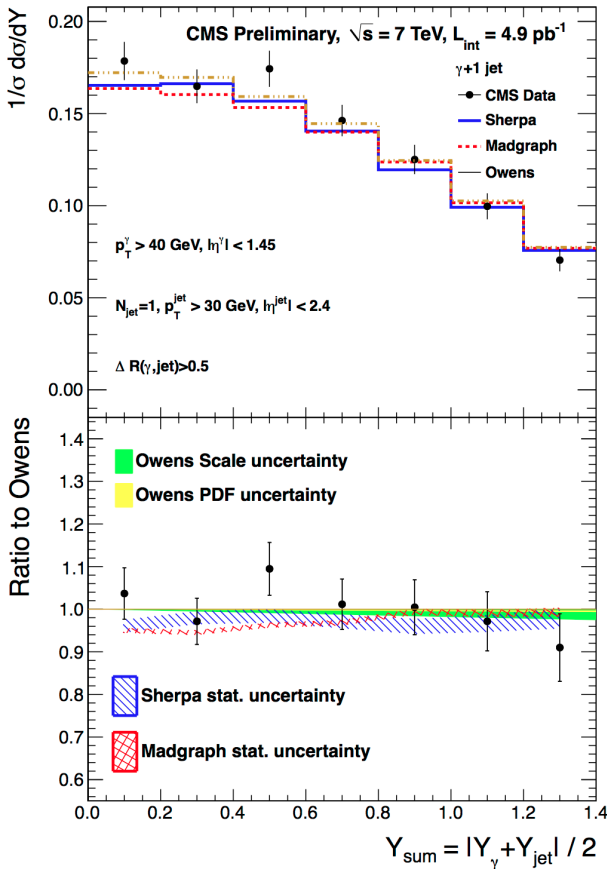 CMS Preliminary, √s = 7 TeV, L_int = 4.9 pb⁻¹
γ+1 jet
CMS Data
Sherpa
Madgraph
Owens
1/σ dσ/dY
0.20
0.15
0.10
0.05
0.00
p_T^γ > 40 GeV, |η^γ| < 1.45
N_jet=1, p_T^jet > 30 GeV, |η^jet| < 2.4
Δ R(γ,jet)>0.5
Ratio to Owens
1.4
1.3
1.2
1.1
1.0
0.9
0.8
0.7
0.6
Owens Scale uncertainty
Owens PDF uncertainty
Sherpa stat. uncertainty
Madgraph stat. uncertainty
0.0 0.2 0.4 0.6 0.8 1.0 1.2 1.4
Y_sum = |Y_γ+Y_jet| / 2